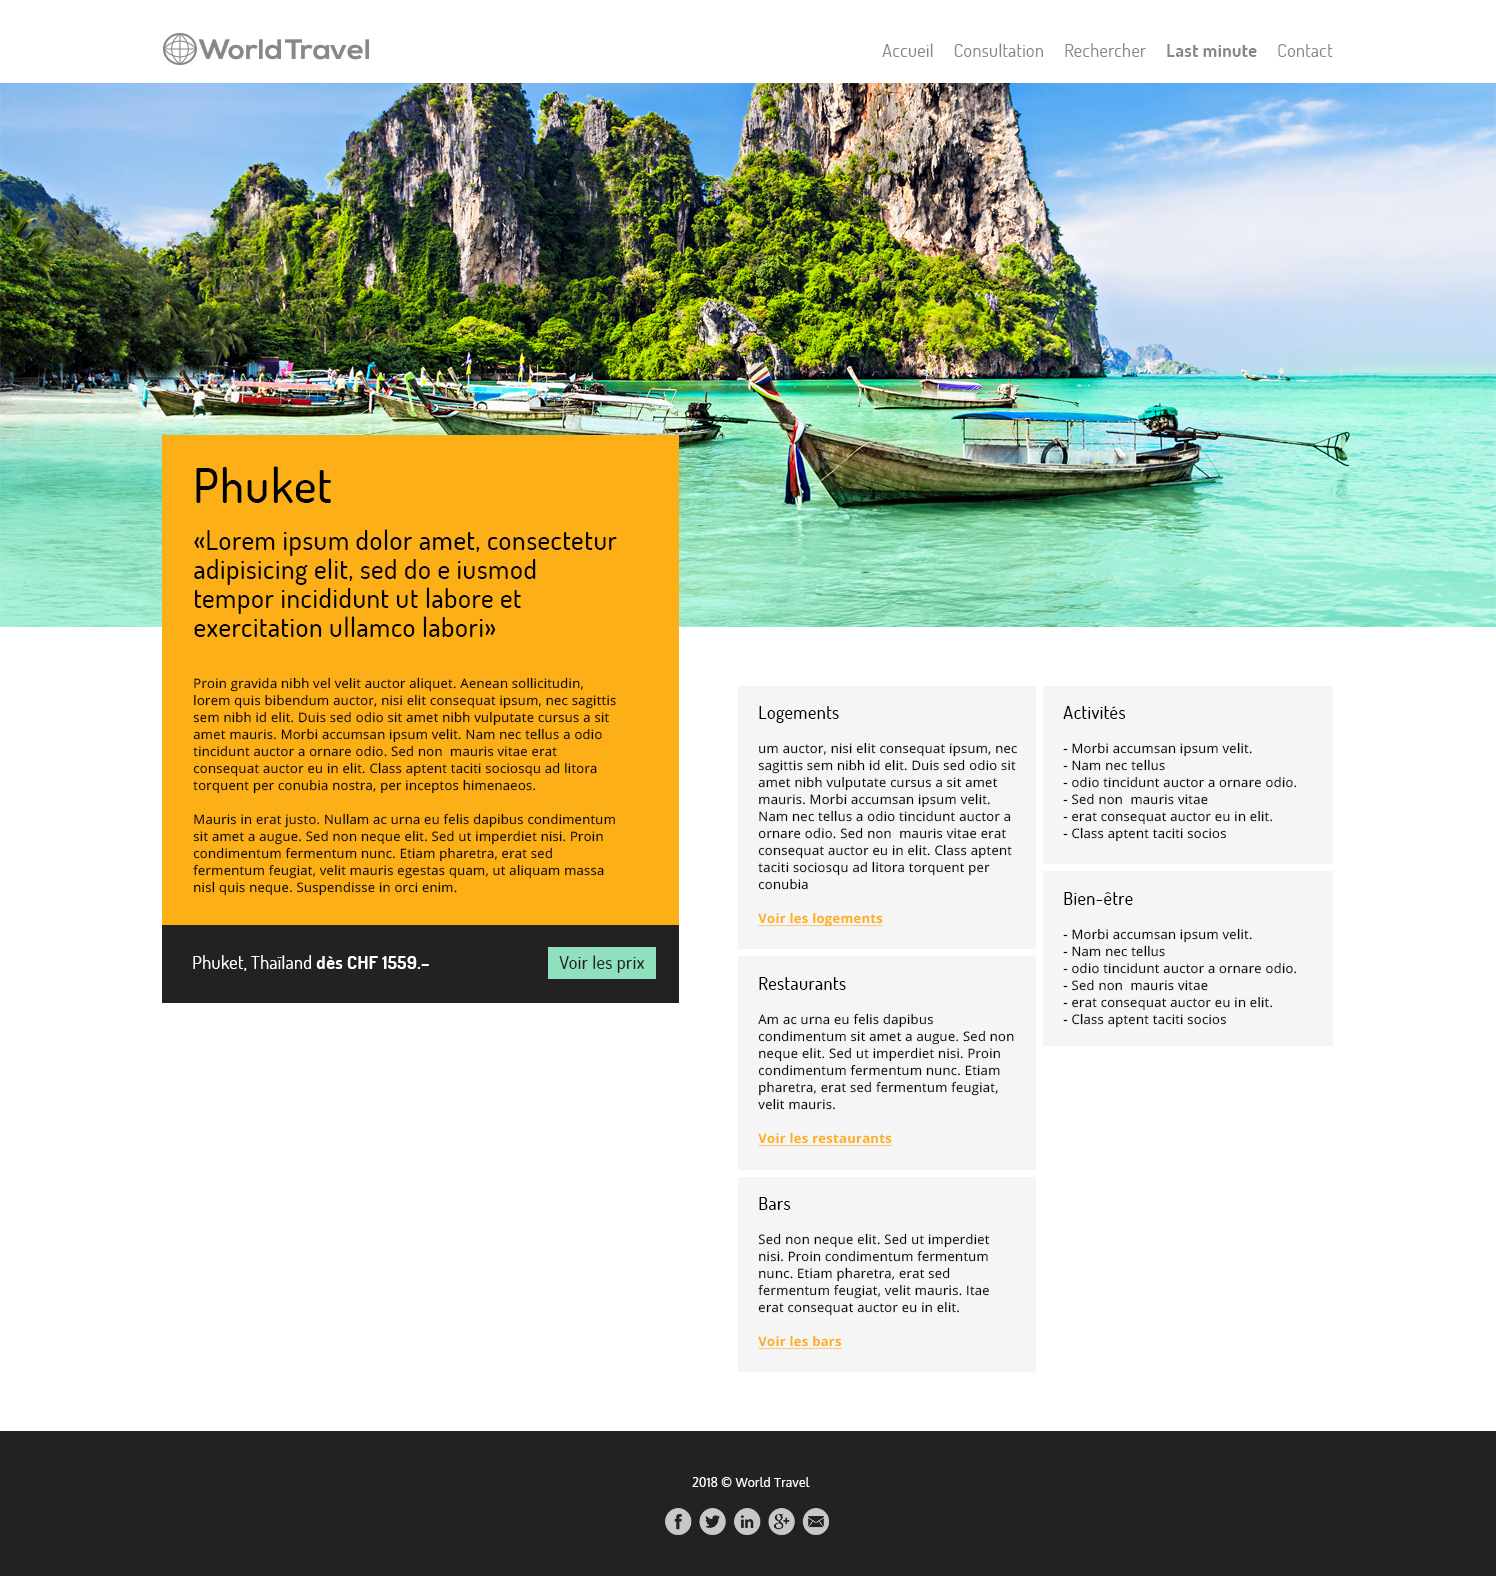 WorldTravel
Accueil Consultation Rechercher Last minute Contact
Phuket
«Lorem ipsum dolor amet, consectetur
adipisicing elit, sed do e iusmod
tempor incididunt ut labore et
exercitation ullamco labori»
Proin gravida nibh vel velit auctor aliquet. Aenean sollicitudin,
lorem quis bibendum auctor, nisi elit consequat ipsum, nec sagittis
sem nibh id elit. Duis sed odio sit amet nibh vulputate cursus a sit
amet mauris. Morbi accumsan ipsum velit. Nam nec tellus a odio
tincidunt auctor a ornare odio. Sed non  mauris vitae erat
consequat auctor eu in elit. Class aptent taciti sociosqu ad litora
torquent per conubia nostra, per inceptos himenaeos.
Mauris in erat justo. Nullam ac urna eu felis dapibus condimentum
sit amet a augue. Sed non neque elit. Sed ut imperdiet nisi. Proin
condimentum fermentum nunc. Etiam pharetra, erat sed
fermentum feugiat, velit mauris egestas quam, ut aliquam massa
nisl quis neque. Suspendisse in orci enim.
Phuket, Thaïland dès CHF 1559.–
Voir les prix
Logements
um auctor, nisi elit consequat ipsum, nec
sagittis sem nibh id elit. Duis sed odio sit
amet nibh vulputate cursus a sit amet
mauris. Morbi accumsan ipsum velit.
Nam nec tellus a odio tincidunt auctor a
ornare odio. Sed non  mauris vitae erat
consequat auctor eu in elit. Class aptent
taciti sociosqu ad litora torquent per
conubia
Voir les logements
Restaurants
Am ac urna eu felis dapibus
condimentum sit amet a augue. Sed non
neque elit. Sed ut imperdiet nisi. Proin
condimentum fermentum nunc. Etiam
pharetra, erat sed fermentum feugiat,
velit mauris.
Voir les restaurants
Bars
Sed non neque elit. Sed ut imperdiet
nisi. Proin condimentum fermentum
nunc. Etiam pharetra, erat sed
fermentum feugiat, velit mauris. Itae
erat consequat auctor eu in elit.
Voir les bars
Activités
- Morbi accumsan ipsum velit.
- Nam nec tellus
- odio tincidunt auctor a ornare odio.
- Sed non  mauris vitae
- erat consequat auctor eu in elit.
- Class aptent taciti socios
Bien-être
- Morbi accumsan ipsum velit.
- Nam nec tellus
- odio tincidunt auctor a ornare odio.
- Sed non  mauris vitae
- erat consequat auctor eu in elit.
- Class aptent taciti socios
2018 © World Travel